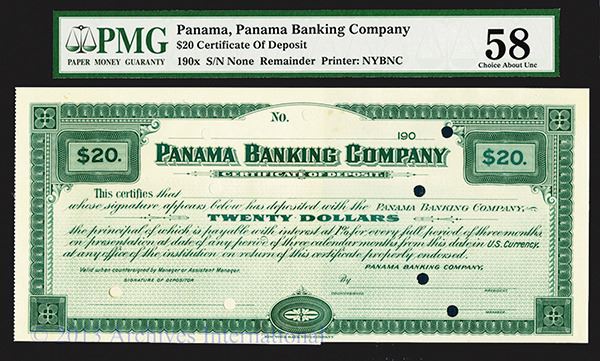 PMG
PAPER MONEY GUARANTY
Panama, Panama Banking Company
$20 Certificate Of Deposit
190x S/N None Remainder Printer: NYBNC
58
Choice About Unc
No.
190
$20.
$20.
PANAMA BANKING COMPANY
CERTIFICATE OF DEPOSIT
This certifies that
whose signature appears below has deposited with the PANAMA BANKING COMPANY,
TWENTY DOLLARS
the principal of which is payable with interest at 1% for every full period of three months
on presentation at date of any period of three calendar months from this date in U.S. Currency.
at any office of the institution on return of this certificate properly endorsed.
Valid when countersigned by Manager or Assistant Manager.
PANAMA BANKING COMPANY,
SIGNATURE OF DEPOSITOR
By
COUNTERSIGNED
© 2013 Archives International